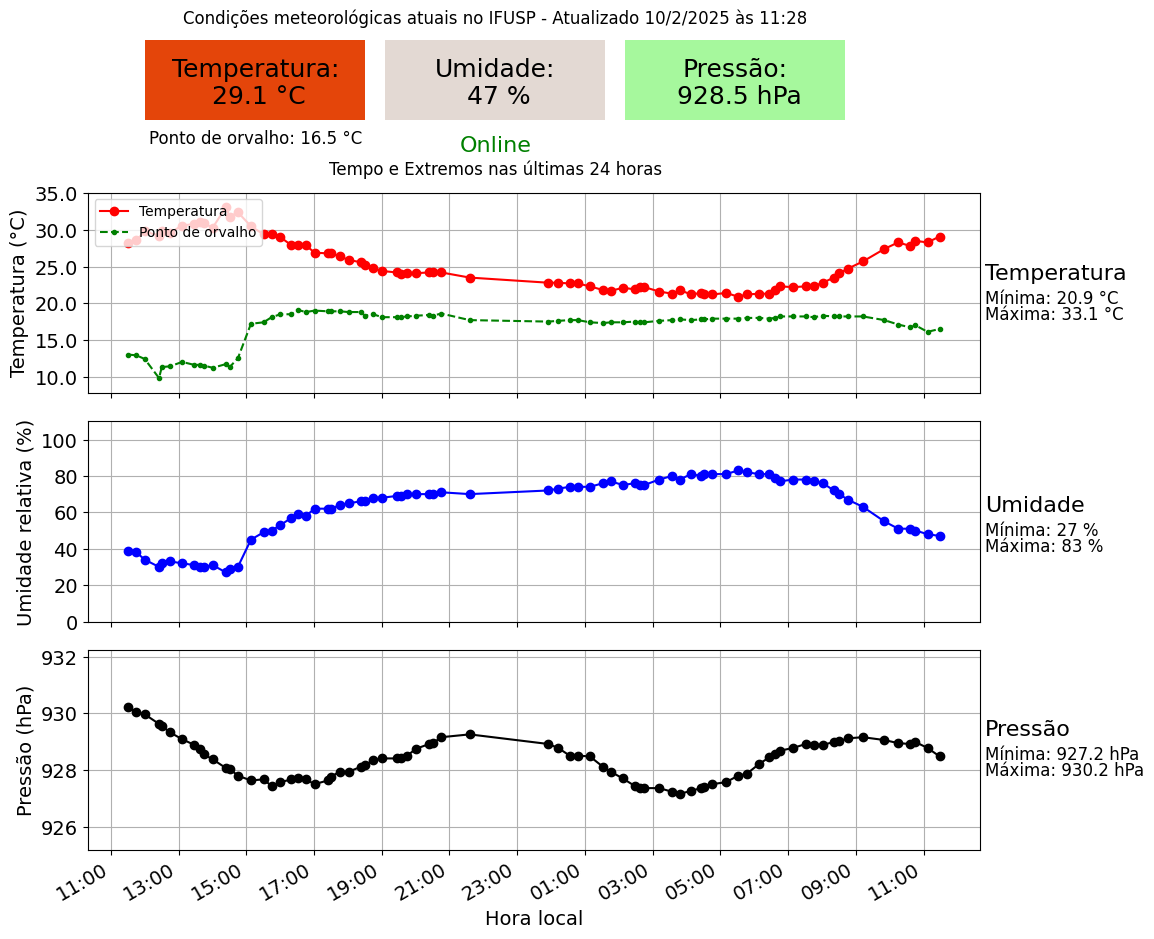 Condições meteorológicas atuais no IFUSP - Atualizado 10/2/2025 às 11:28
Temperatura:
29.1 °C
Umidade:
47 %
Pressão:
928.5 hPa
Ponto de orvalho: 16.5 °C
Online
Tempo e Extremos nas últimas 24 horas
Temperatura (°C)
35.0
30.0
25.0
20.0
15.0
10.0
Temperatura
Ponto de orvalho
Temperatura
Mínima: 20.9 °C
Máxima: 33.1 °C
Umidade relativa (%)
100
80
60
40
20
0
Umidade
Mínima: 27 %
Máxima: 83 %
Pressão (hPa)
932
930
928
926
Pressão
Mínima: 927.2 hPa
Máxima: 930.2 hPa
11:00
13:00
15:00
17:00
19:00
21:00
23:00
01:00
03:00
05:00
07:00
09:00
11:00
Hora local